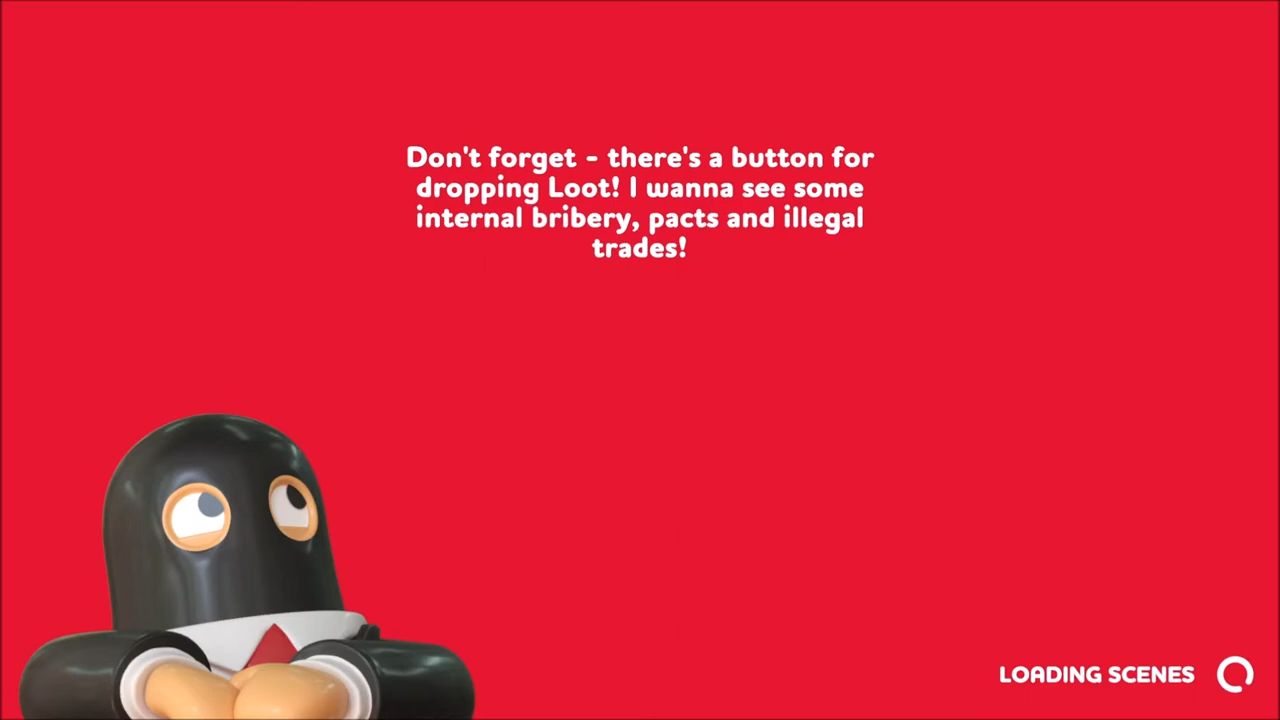 Don't forget - there's a button for
dropping Loot! I wanna see some
internal bribery, pacts and illegal
trades!
LOADING SCENES